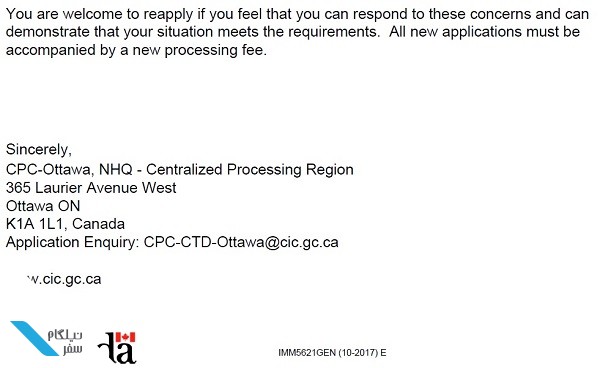 You are welcome to reapply if you feel that you can respond to these concerns and can
demonstrate that your situation meets the requirements.  All new applications must be
accompanied by a new processing fee.
Sincerely,
CPC-Ottawa, NHQ - Centralized Processing Region
365 Laurier Avenue West
Ottawa ON
K1A 1L1, Canada
Application Enquiry: CPC-CTD-Ottawa@cic.gc.ca
w.cic.gc.ca
نیلگام
سفر
ta
IMM5621GEN (10-2017) E